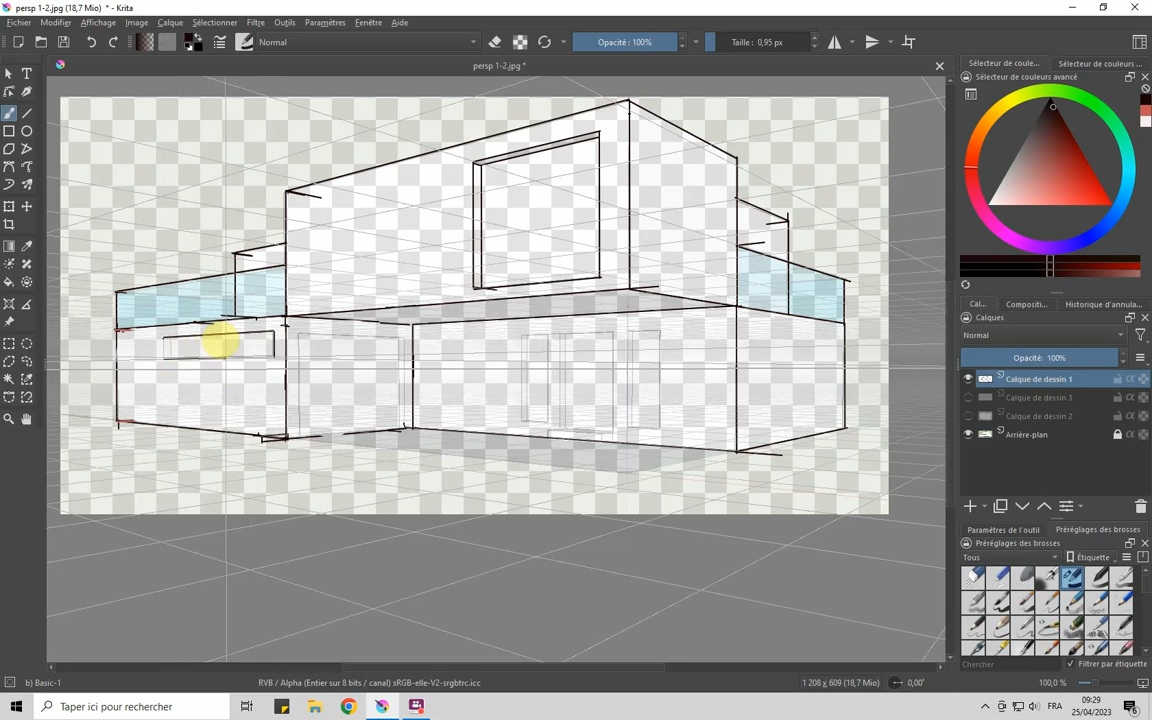 persp 1-2.jpg (18,7 Mio) * - Krita
Fichier Modifier Affichage Image Calque Sélectionner Filtre Outils Paramètres Fenêtre Aide
Normal
Opacité : 100%
Taille : 0,95 px
persp 1-2.jpg *
Sélecteur de coule...
Sélecteur de couleurs ...
Sélecteur de couleurs avancé
Cal...
Compositi...
Historique d'annula...
Calques
Normal
Opacité: 100%
Calque de dessin 1
Calque de dessin 3
Calque de dessin 2
Arrière-plan
Paramètres de l'outil
Préréglages des brosses
Préréglages des brosses
Tous
Étiquette
Chercher
Filtrer par étiquette
b) Basic-1
RVB / Alpha (Entier sur 8 bits / canal) sRGB-elle-V2-srgbtrc.icc
1 208 x 609 (18,7 Mio)
0,00°
100,0 %
Taper ici pour rechercher
FRA
09:29
25/04/2023
6